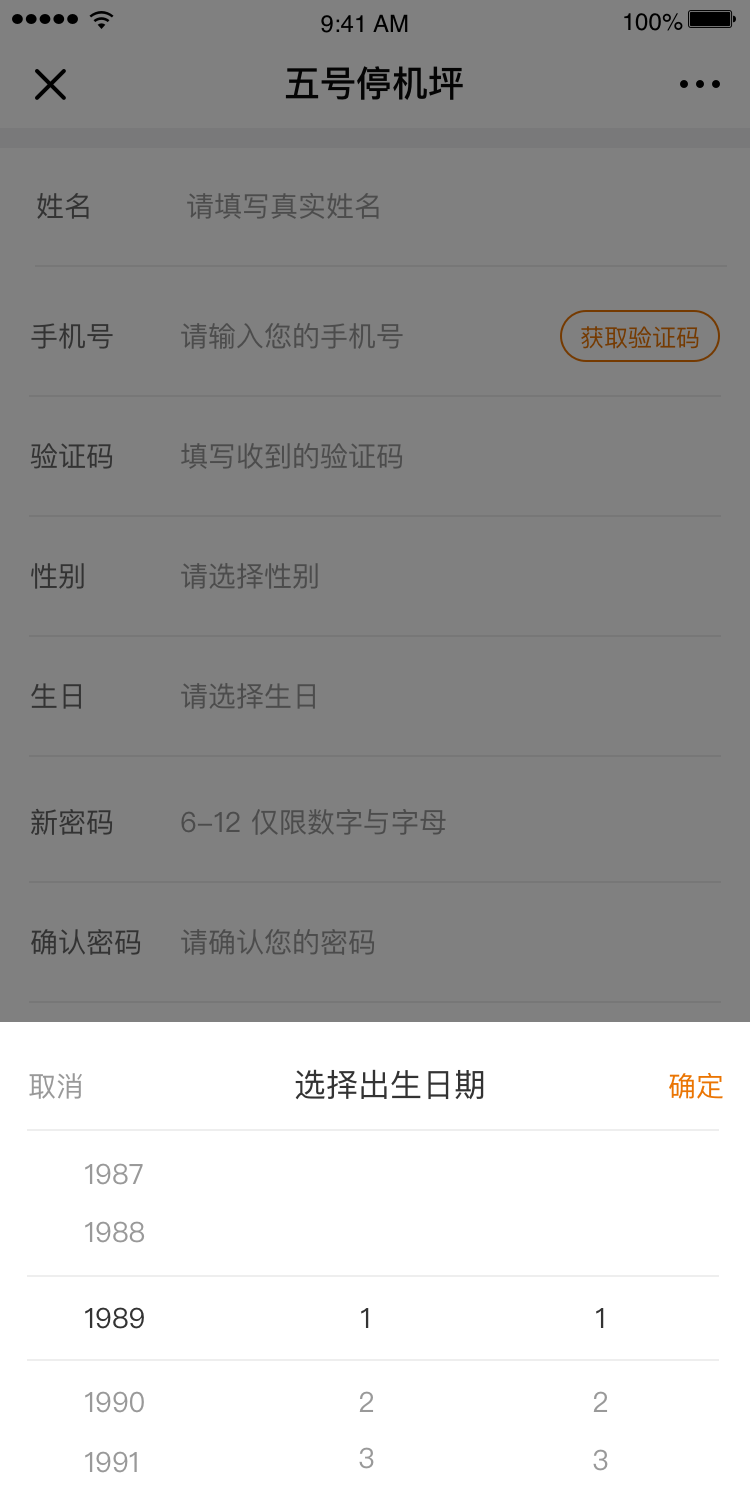 9:41 AM 100%
五号停机坪
姓名 请填写真实姓名
手机号 请输入您的手机号 获取验证码
验证码 填写收到的验证码
性别 请选择性别
生日 请选择生日
新密码 6–12 仅限数字与字母
确认密码 请确认您的密码
取消 选择出生日期 确定
1987
1988
1989 1 1
1990 2 2
1991 3 3